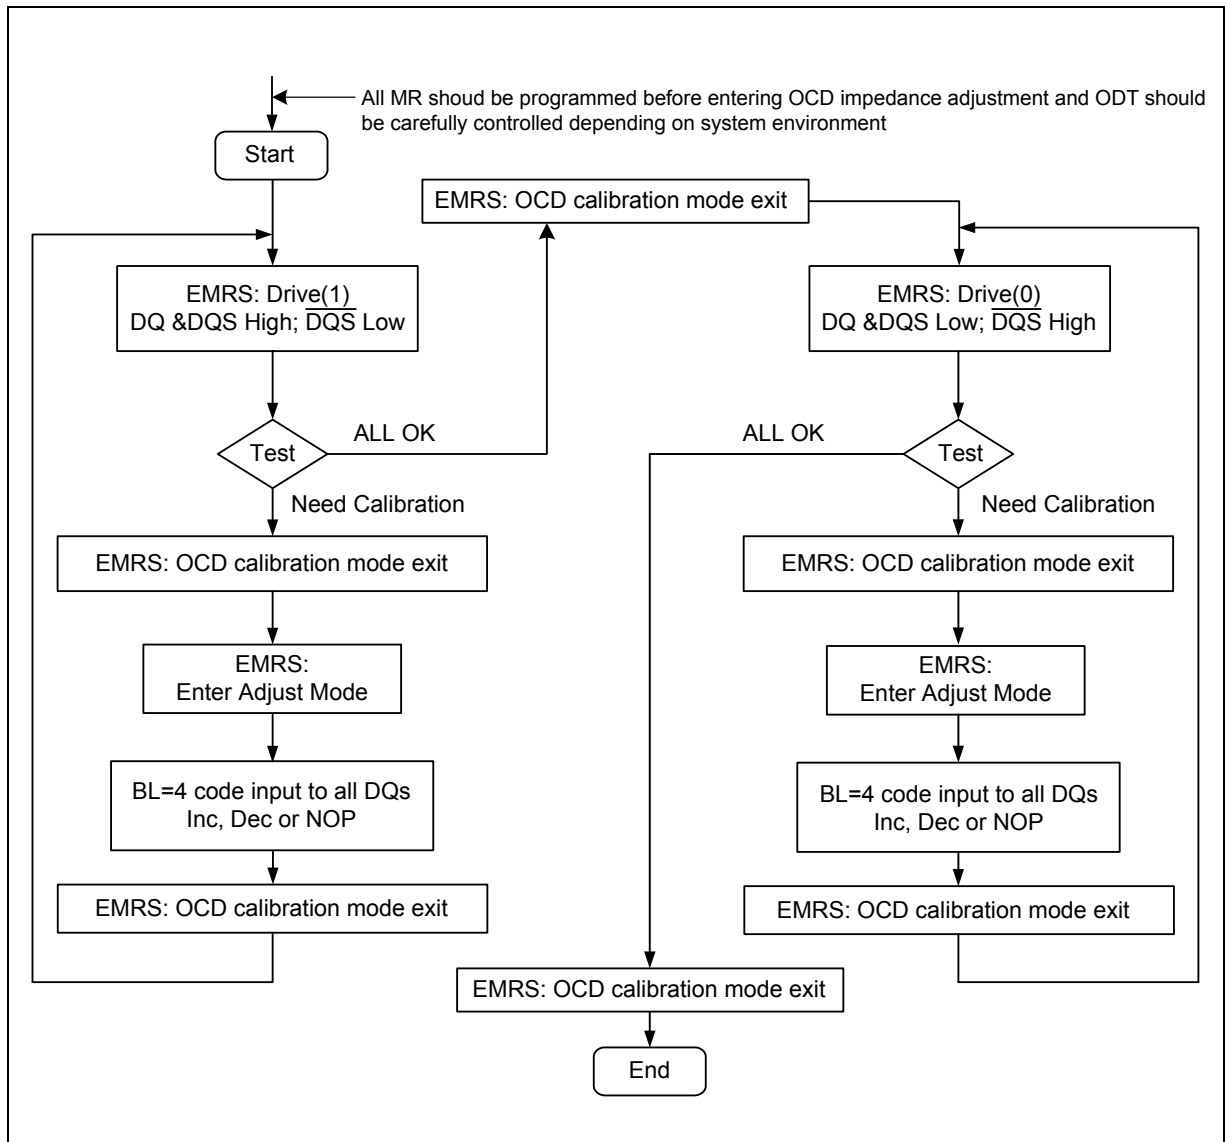 All MR shoud be programmed before entering OCD impedance adjustment and ODT should
be carefully controlled depending on system environment
Start
EMRS: OCD calibration mode exit
EMRS: Drive(1)
DQ &DQS High; D̅Q̅S̅ Low
Test
ALL OK
Need Calibration
EMRS: OCD calibration mode exit
EMRS:
Enter Adjust Mode
BL=4 code input to all DQs
Inc, Dec or NOP
EMRS: OCD calibration mode exit
EMRS: Drive(0)
DQ &DQS Low; D̅Q̅S̅ High
ALL OK
Test
Need Calibration
EMRS: OCD calibration mode exit
EMRS:
Enter Adjust Mode
BL=4 code input to all DQs
Inc, Dec or NOP
EMRS: OCD calibration mode exit
EMRS: OCD calibration mode exit
End